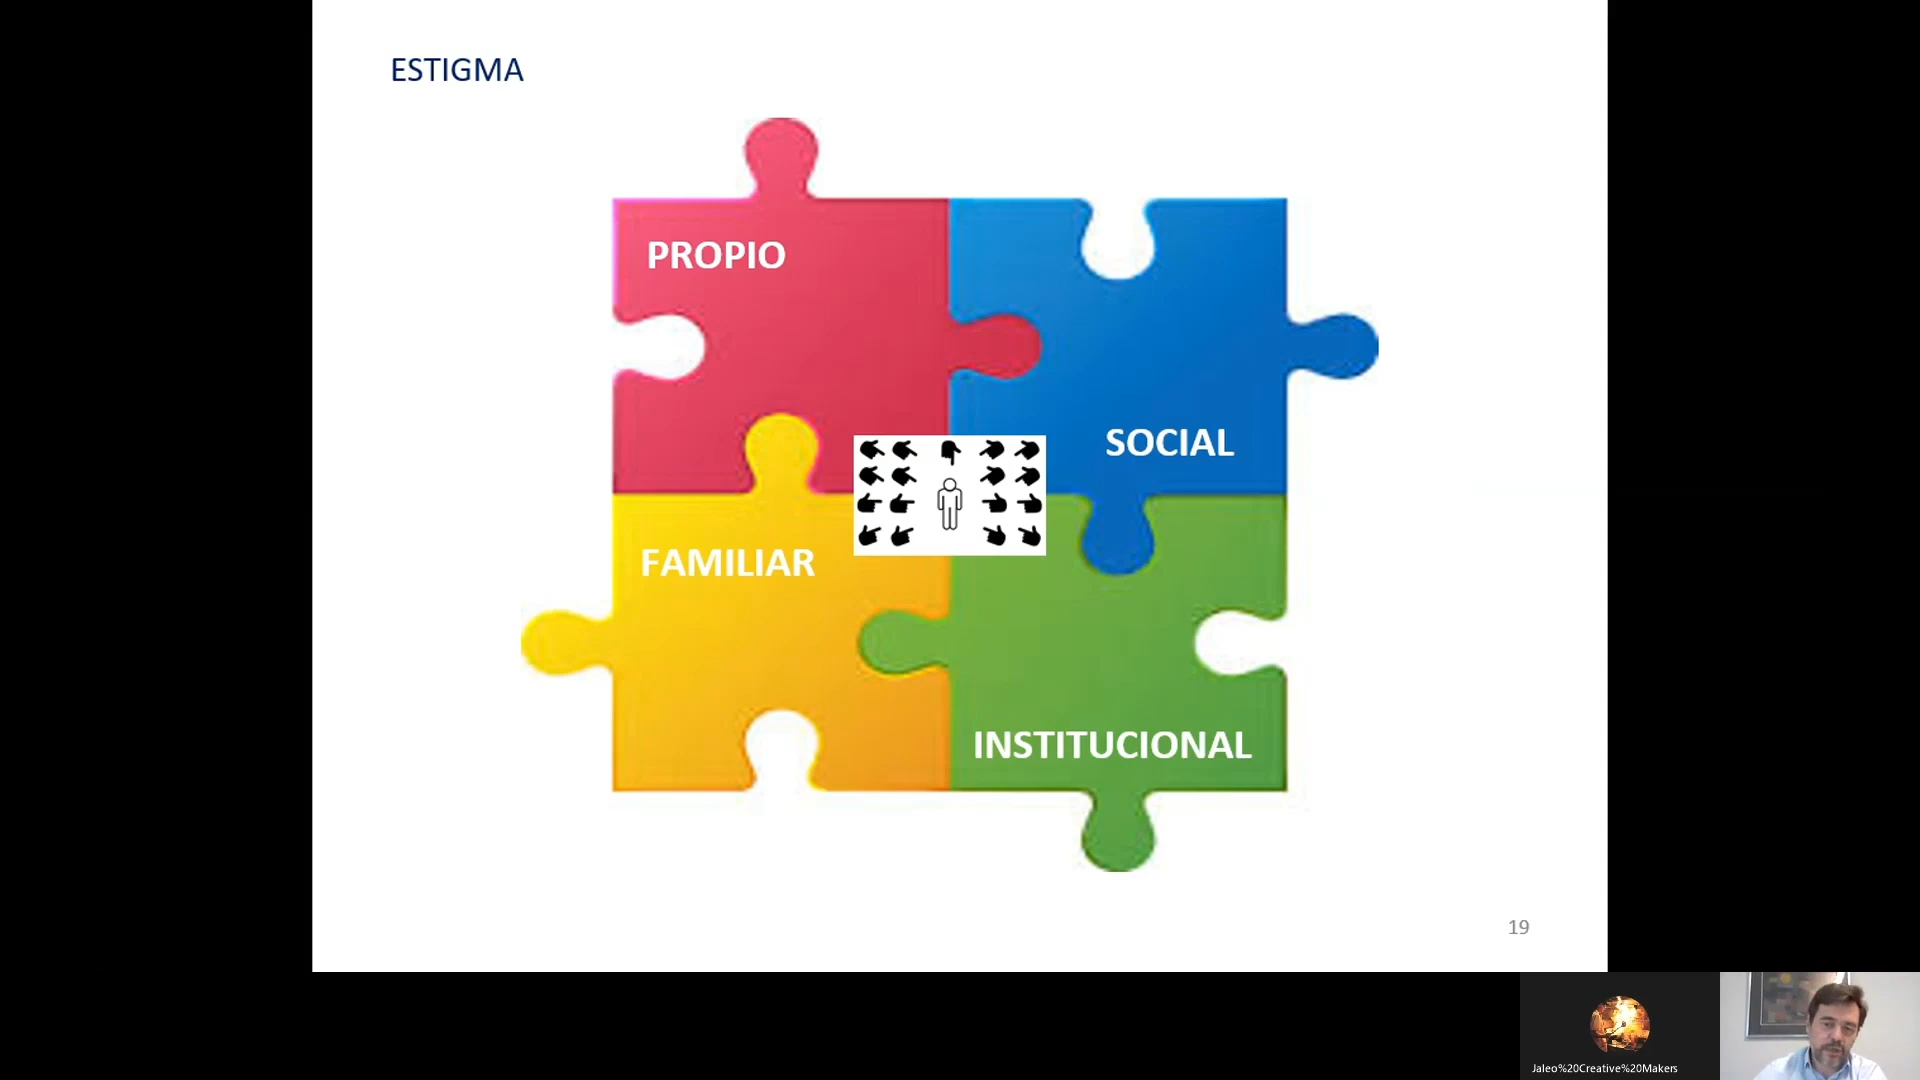 ESTIGMA
PROPIO
SOCIAL
FAMILIAR
INSTITUCIONAL
19
Jaleo%20Creative%20Makers